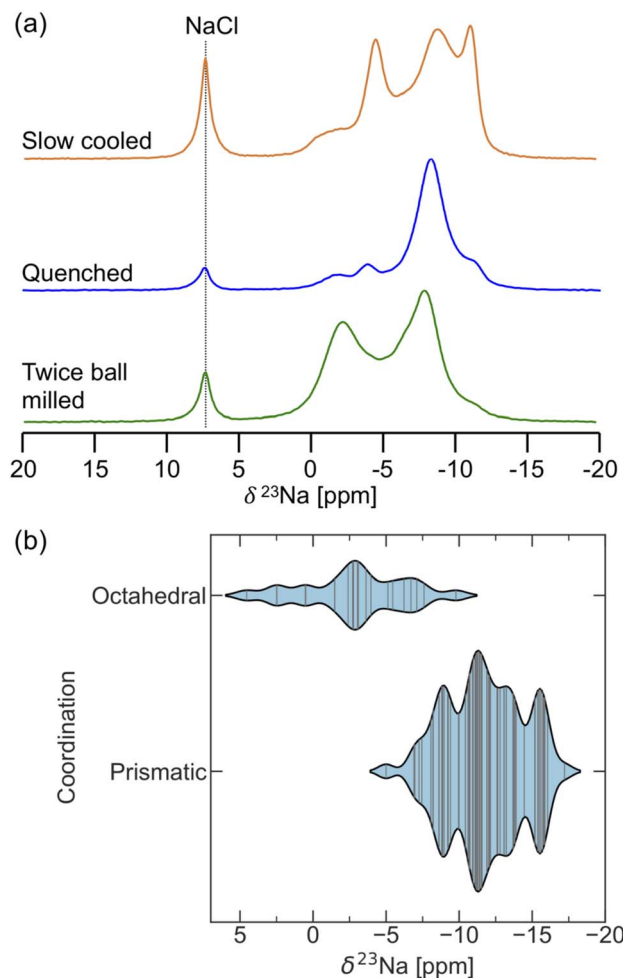 (a)
NaCl
Slow cooled
Quenched
Twice ball
milled
20 15 10 5 0 -5 -10 -15 -20
δ ²³Na [ppm]
(b)
Octahedral
Prismatic
Coordination
5 0 −5 −10 −15 −20
δ²³Na [ppm]